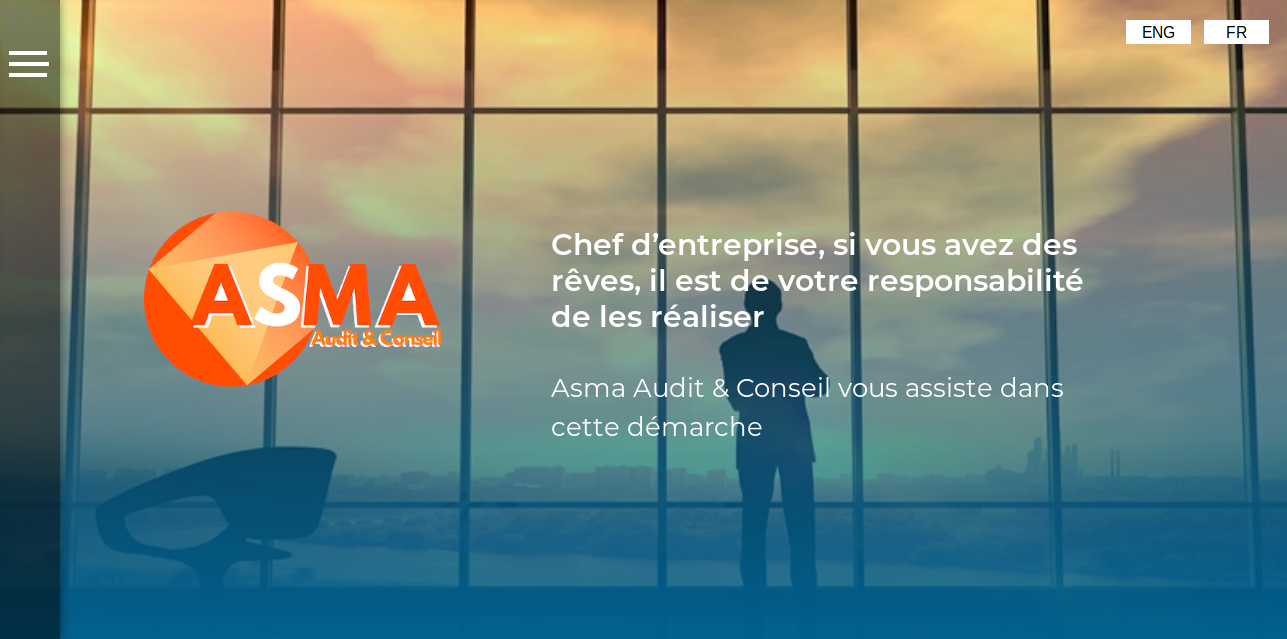 ENG
FR
ASMA
Audit & Conseil
Chef d’entreprise, si vous avez des
rêves, il est de votre responsabilité
de les réaliser
Asma Audit & Conseil vous assiste dans
cette démarche